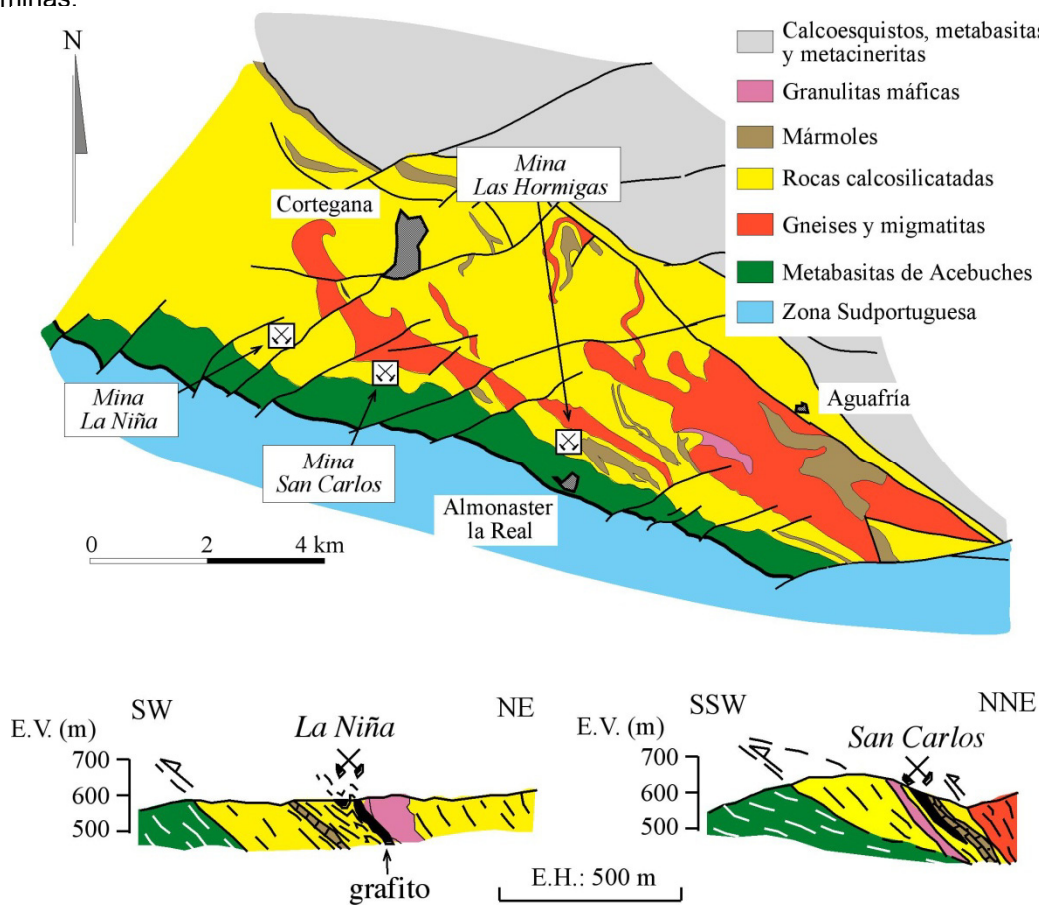 minas.
N
Calcoesquistos, metabasitas
y metacineritas
Granulitas máficas
Mármoles
Rocas calcosilicatadas
Gneises y migmatitas
Metabasitas de Acebuches
Zona Sudportuguesa
Mina
Las Hormigas
Cortegana
Mina
La Niña
Mina
San Carlos
Aguafría
Almonaster
la Real
0 2 4 km
SW NE
E.V. (m)
La Niña
700
600
500
grafito
SSW NNE
E.V. (m)
San Carlos
700
600
500
E.H.: 500 m